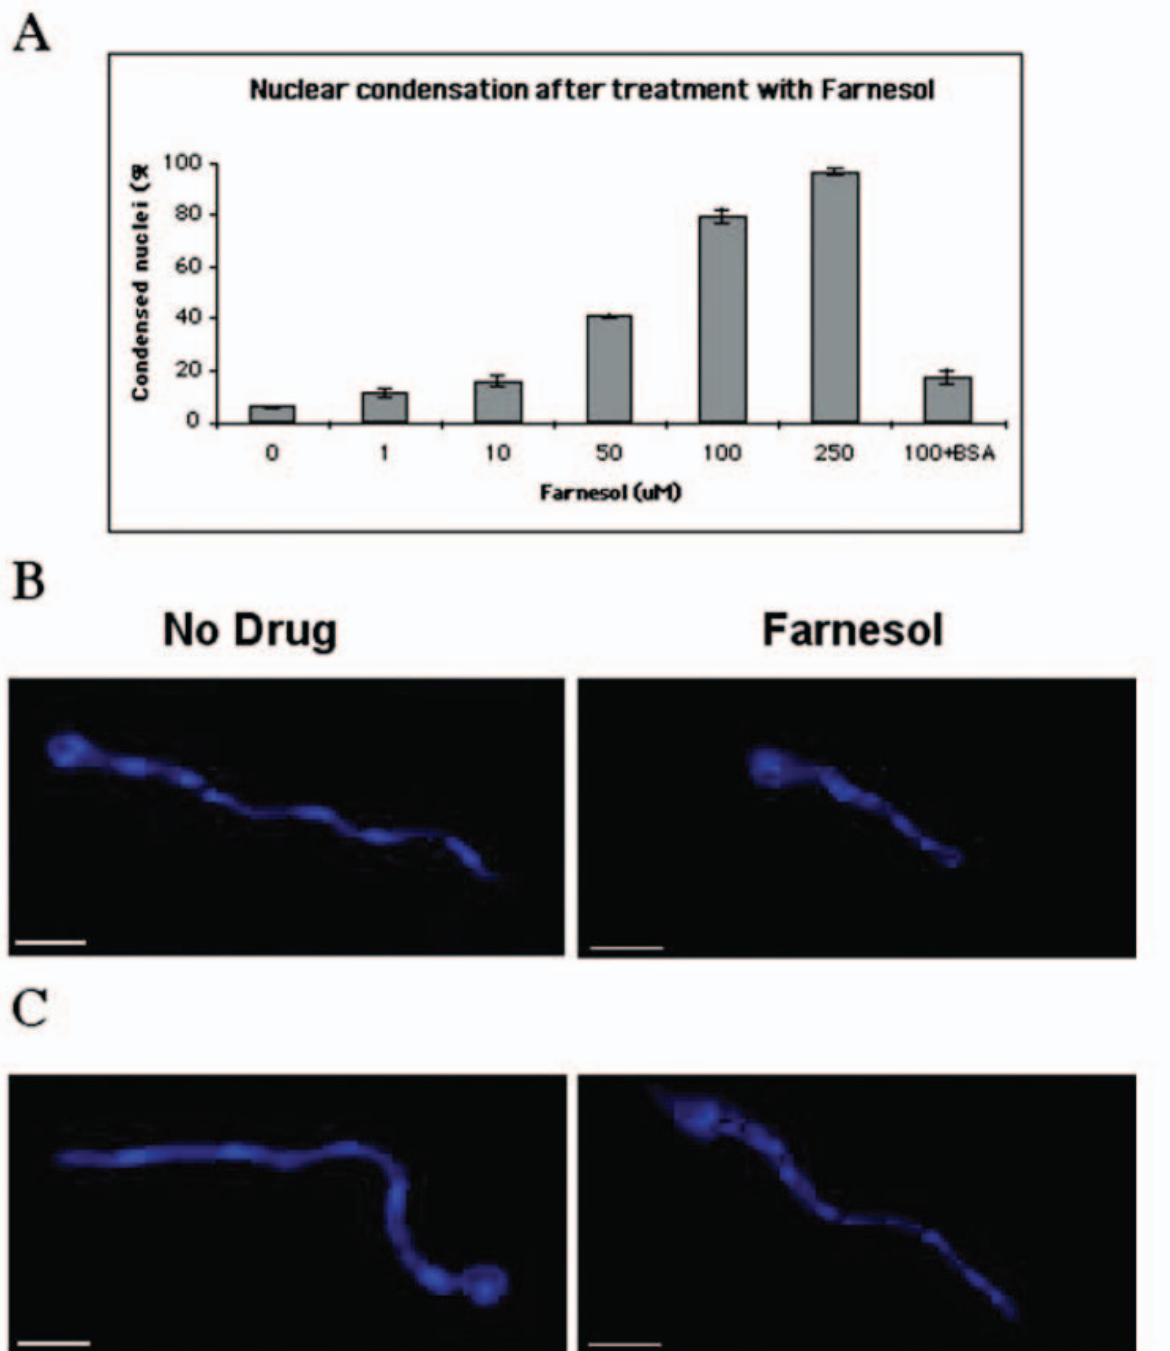 A
Nuclear condensation after treatment with Farnesol
Condensed nuclei (%
100
80
60
40
20
0
0 1 10 50 100 250 100+BSA
Farnesol (uM)
B
No Drug Farnesol
C